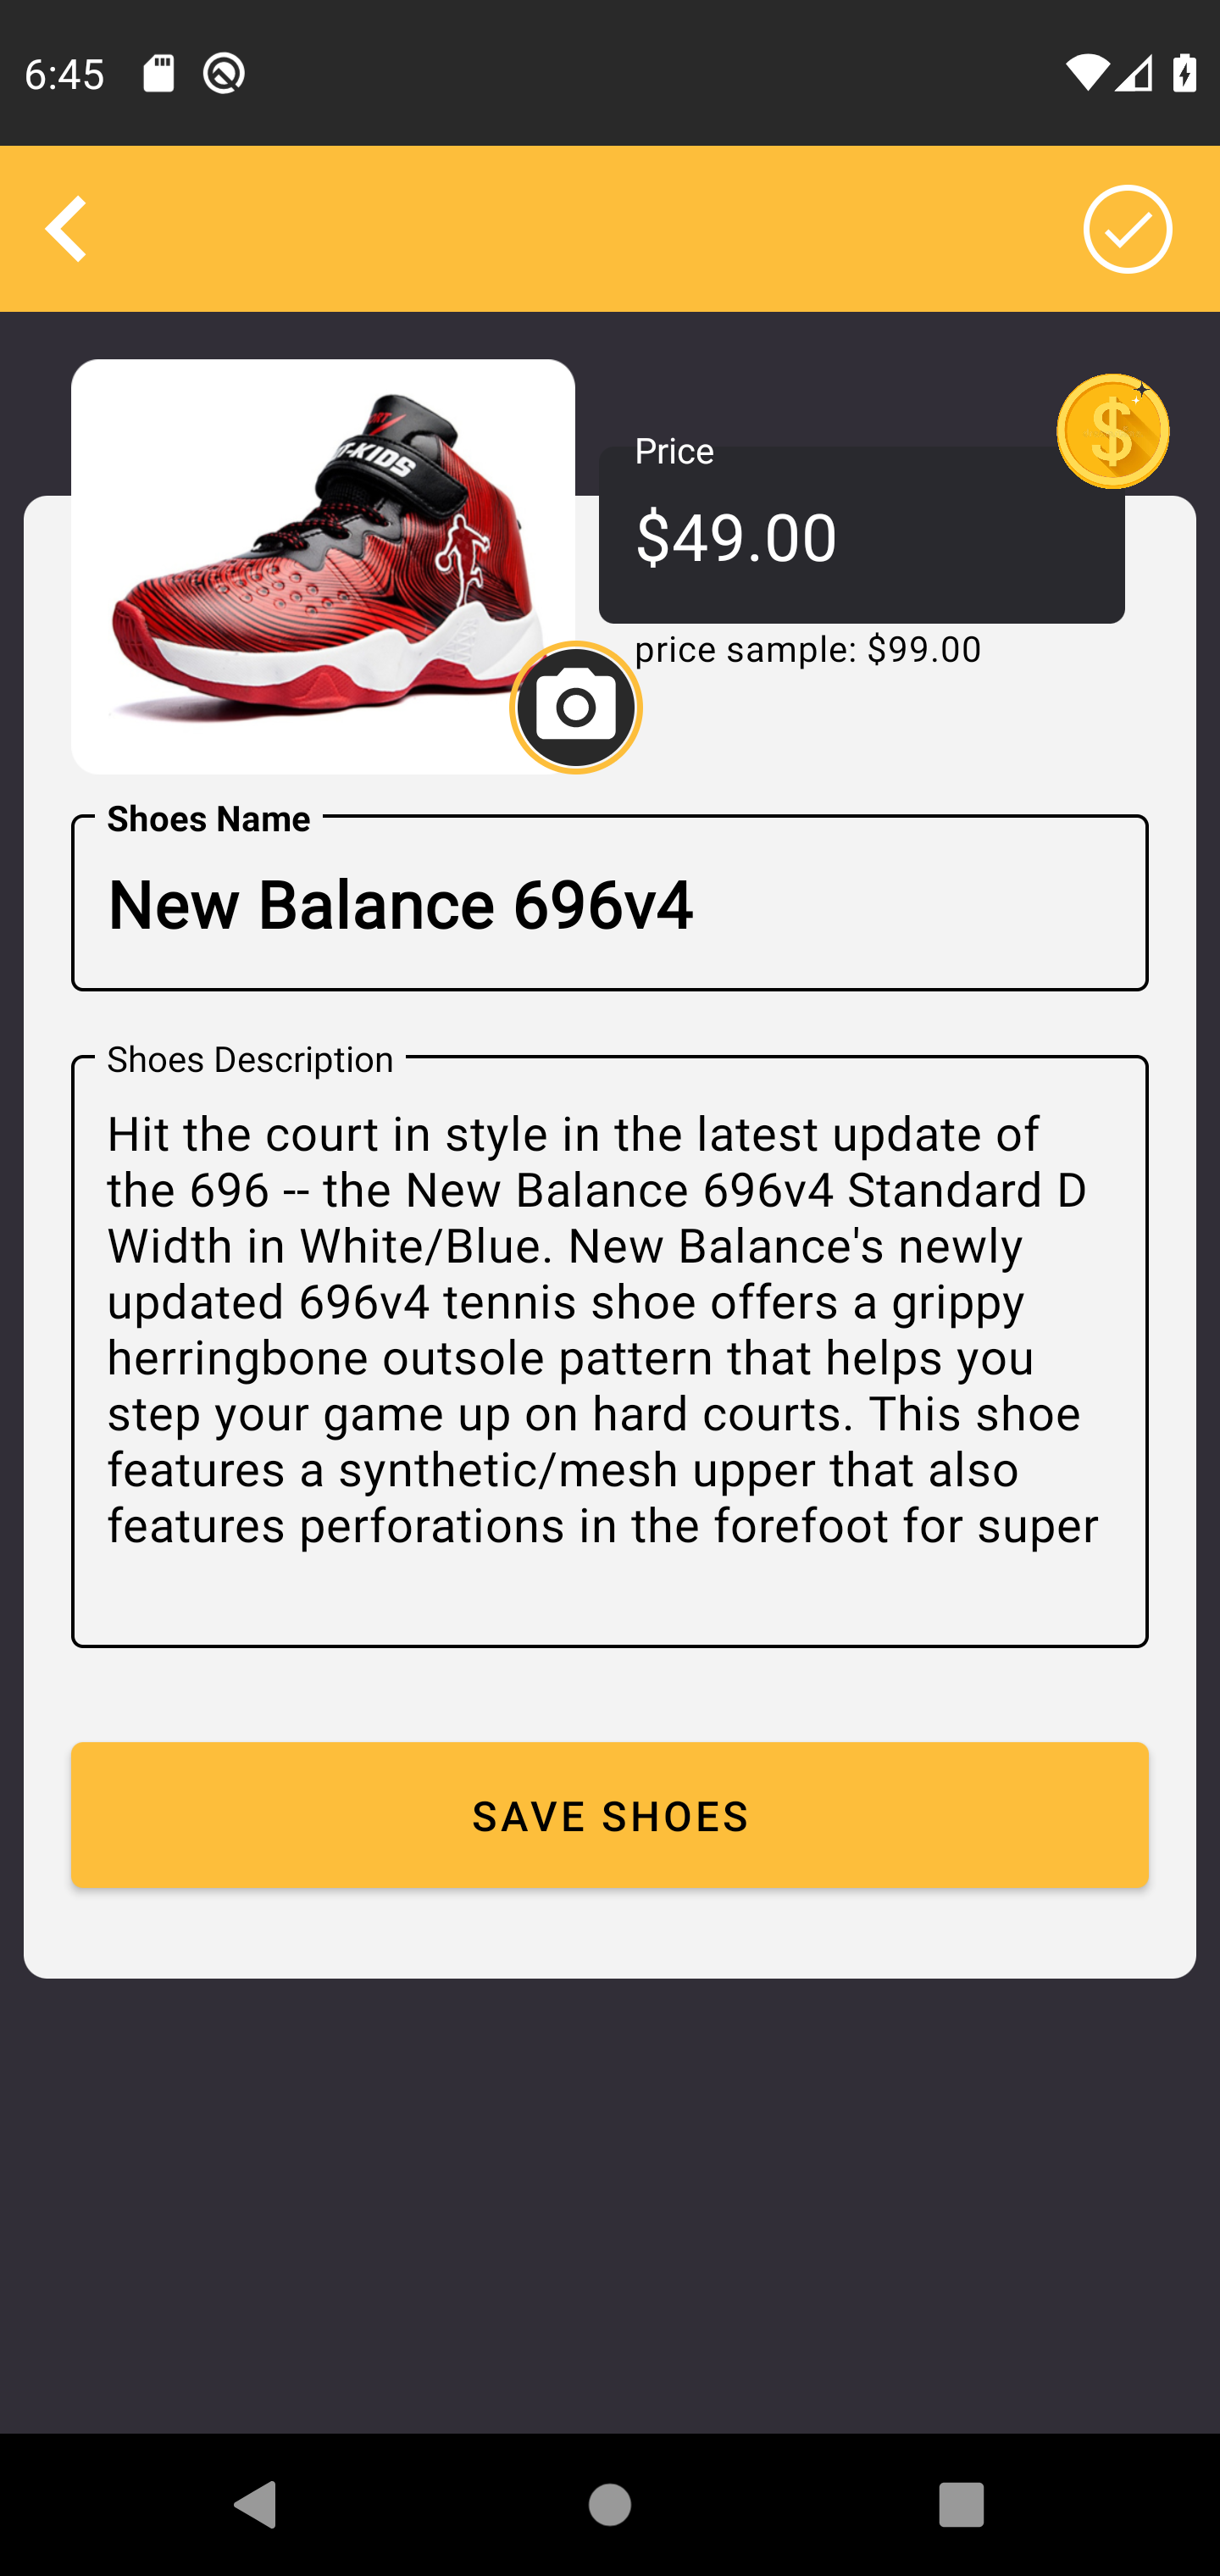 6:45
Price
$49.00
price sample: $99.00
Shoes Name
New Balance 696v4
Shoes Description
Hit the court in style in the latest update of
the 696 -- the New Balance 696v4 Standard D
Width in White/Blue. New Balance's newly
updated 696v4 tennis shoe offers a grippy
herringbone outsole pattern that helps you
step your game up on hard courts. This shoe
features a synthetic/mesh upper that also
features perforations in the forefoot for super
SAVE SHOES